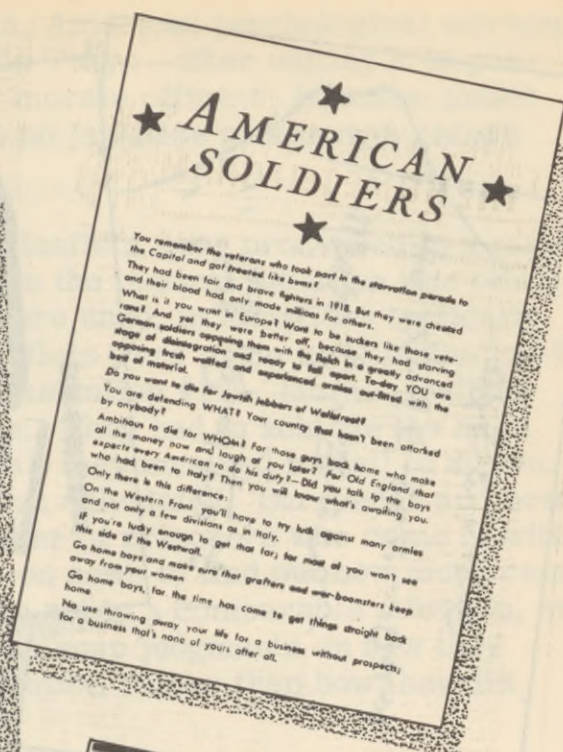 AMERICAN
SOLDIERS
You remember the veterans who took part in the starvation parade to
the Capitol and got treated like bums?
They had been fair and brave fighters in 1918. But they were cheated
and their blood had only made millions for others.
What is it you want in Europe? Want to be suckers like those vete-
rans? And yet they were better off, because they had starving
German soldiers opposing them with the Reich in a greatly advanced
stage of disintegration and ready to fall apart. To-day YOU are
opposing fresh welfed and experienced armies out-fitted with the
best of material.
Do you want to die for Jewish jobbers of Wallstreet?
You are defending WHAT? Your country that hasn't been attacked
by anybody?
Ambitious to die for WHOM? For those guys back home who make
all the money now and laugh of you later? For Old England that
expects every American to do his duty? — Did you talk to the boys
who had been to Italy? Then you will know what's awaiting you.
Only there is this difference:
On the Western Front you'll have to try luck against many armies
and not only a few divisions as in Italy.
If you're lucky enough to get that far; for most of you won't see
this side of the Westwall.
Go home boys and make that grafters and war-boomsters keep
away from your women
Go home boys, for the time has come to get things straight back
home
No use throwing away your life for a business without prospects;
for a business that's none of yours after all.